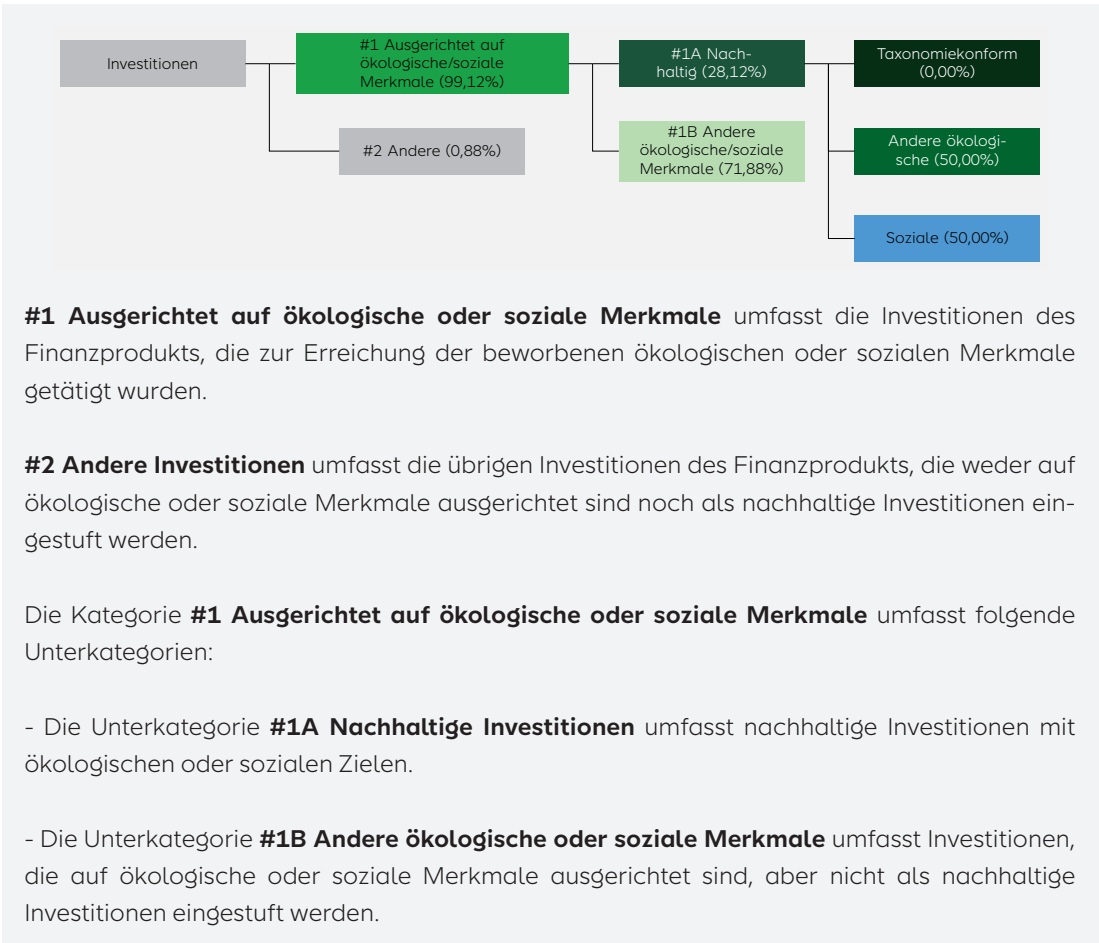 Investitionen
#1 Ausgerichtet auf
ökologische/soziale
Merkmale (99,12%)
#1A Nach-
haltig (28,12%)
Taxonomiekonform
(0,00%)
#2 Andere (0,88%)
#1B Andere
ökologische/soziale
Merkmale (71,88%)
Andere ökologi-
sche (50,00%)
Soziale (50,00%)
#1 Ausgerichtet auf ökologische oder soziale Merkmale umfasst die Investitionen des
Finanzprodukts, die zur Erreichung der beworbenen ökologischen oder sozialen Merkmale
getätigt wurden.
#2 Andere Investitionen umfasst die übrigen Investitionen des Finanzprodukts, die weder auf
ökologische oder soziale Merkmale ausgerichtet sind noch als nachhaltige Investitionen ein-
gestuft werden.
Die Kategorie #1 Ausgerichtet auf ökologische oder soziale Merkmale umfasst folgende
Unterkategorien:
- Die Unterkategorie #1A Nachhaltige Investitionen umfasst nachhaltige Investitionen mit
ökologischen oder sozialen Zielen.
- Die Unterkategorie #1B Andere ökologische oder soziale Merkmale umfasst Investitionen,
die auf ökologische oder soziale Merkmale ausgerichtet sind, aber nicht als nachhaltige
Investitionen eingestuft werden.